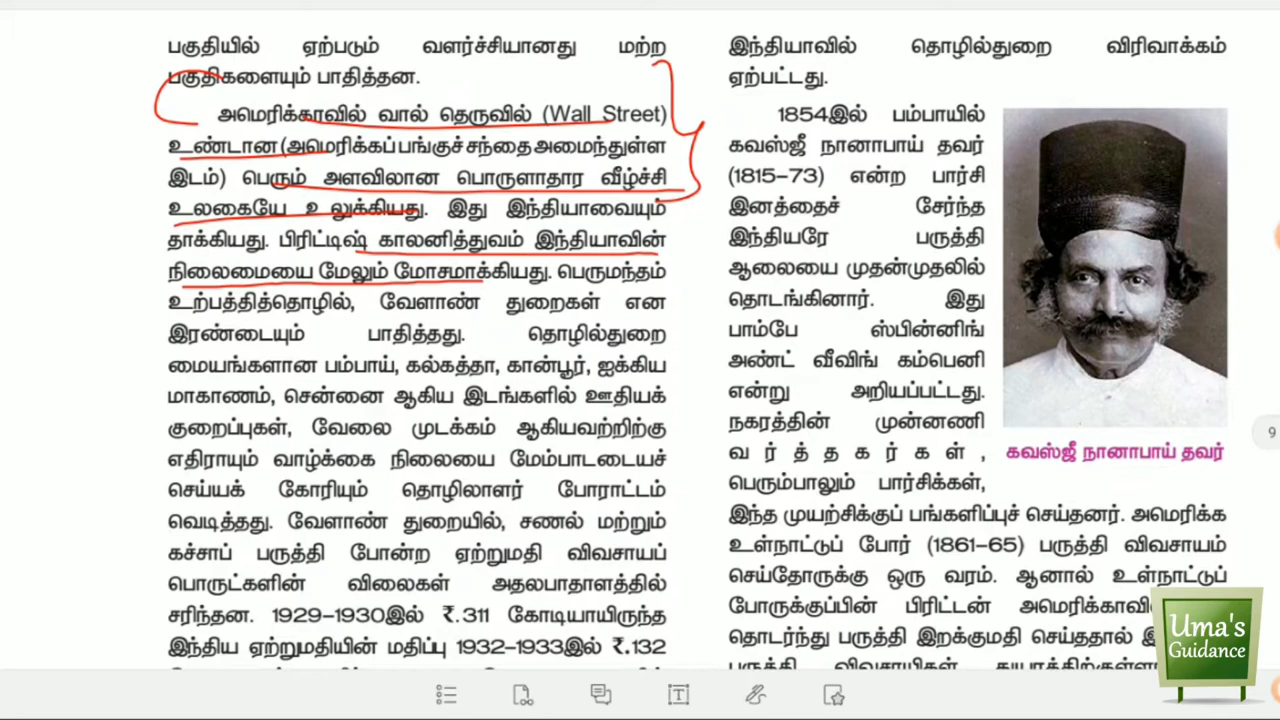 பகுதியில் ஏற்படும் வளர்ச்சியானது மற்ற
பகுதிகளையும் பாதித்தன.
அமெரிக்காவில் வால் தெருவில் (Wall Street)
உண்டான (அமெரிக்கப் பங்குச் சந்தை அமைந்துள்ள
இடம்) பெரும் அளவிலான பொருளாதார வீழ்ச்சி
உலகையே உலுக்கியது. இது இந்தியாவையும்
தாக்கியது. பிரிட்டிஷ் காலனித்துவம் இந்தியாவின்
நிலைமையை மேலும் மோசமாக்கியது. பெருமந்தம்
உற்பத்தித்தொழில், வேளாண் துறைகள் என
இரண்டையும் பாதித்தது. தொழில்துறை
மையங்களான பம்பாய், கல்கத்தா, கான்பூர், ஐக்கிய
மாகாணம், சென்னை ஆகிய இடங்களில் ஊதியக்
குறைப்புகள், வேலை முடக்கம் ஆகியவற்றிற்கு
எதிராயும் வாழ்க்கை நிலையை மேம்பாடடையச்
செய்யக் கோரியும் தொழிலாளர் போராட்டம்
வெடித்தது. வேளாண் துறையில், சணல் மற்றும்
கச்சாப் பருத்தி போன்ற ஏற்றுமதி விவசாயப்
பொருட்களின் விலைகள் அதலபாதாளத்தில்
சரிந்தன. 1929–1930இல் ₹.311 கோடியாயிருந்த
இந்திய ஏற்றுமதியின் மதிப்பு 1932–1933இல் ₹.132
இந்தியாவில் தொழில்துறை விரிவாக்கம்
ஏற்பட்டது.
1854இல் பம்பாயில்
கவஸ்ஜீ நானாபாய் தவர்
(1815–73) என்ற பார்சி
இனத்தைச் சேர்ந்த
இந்தியரே பருத்தி
ஆலையை முதன்முதலில்
தொடங்கினார். இது
பாம்பே ஸ்பின்னிங்
அண்ட் வீவிங் கம்பெனி
என்று அறியப்பட்டது.
நகரத்தின் முன்னணி
வர்த்தகர்கள்,
பெரும்பாலும் பார்சிக்கள்,
இந்த முயற்சிக்குப் பங்களிப்புச் செய்தனர். அமெரிக்க
உள்நாட்டுப் போர் (1861–65) பருத்தி விவசாயம்
செய்தோருக்கு ஒரு வரம். ஆனால் உள்நாட்டுப்
போருக்குப்பின் பிரிட்டன்
தொடர்ந்து பருத்தி இறக்குமதி செய்ததால்
பருத்தி விவசாயிகள்
கவஸ்ஜீ நானாபாய் தவர்
9
Uma's
Guidance